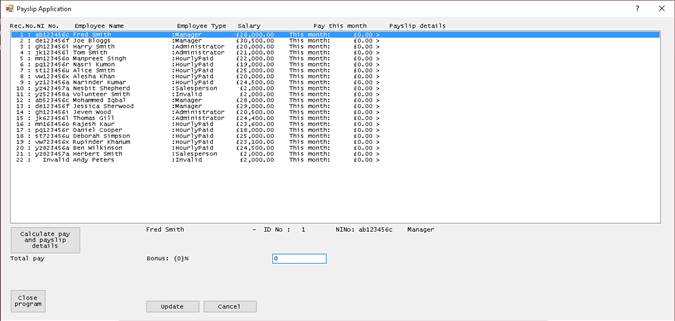 Payslip Application
Rec.No.NI No. Employee Name Employee Type Salary Pay this month Payslip details
1 : ab123456c Fred Smith :Manager £28,000.00 This month: £0.00 >
2 : de123456f Joe Bloggs :Manager £30,500.00 This month: £0.00 >
3 : gh123456i Harry Smith :Administrator £20,000.00 This month: £0.00 >
4 : jk123456l Tom Smith :Administrator £21,000.00 This month: £0.00 >
5 : mn123456o Manpreet Singh :HourlyPaid £22,000.00 This month: £0.00 >
6 : pq123456r Nasri Kumon :HourlyPaid £19,000.00 This month: £0.00 >
7 : st123456u Alice Smith :HourlyPaid £20,000.00 This month: £0.00 >
8 : vw123456x Alesha Khan :HourlyPaid £20,000.00 This month: £0.00 >
9 : yz123456a Narinder Kumar :HourlyPaid £24,500.00 This month: £0.00 >
10 : yz423457a Nesbit Shepherd :Salesperson £2,000.00 This month: £0.00 >
11 : yz523458a Volunteer Smith :Invalid £2,000.00 This month: £0.00 >
12 : ab523456c Mohammed Iqbal :Manager £28,000.00 This month: £0.00 >
13 : de123456f Jessica Sherwood :Manager £29,000.00 This month: £0.00 >
14 : gh123456i Jeven Wood :Administrator £20,500.00 This month: £0.00 >
15 : jk623456l Thomas Gill :Administrator £24,400.00 This month: £0.00 >
16 : mn163456o Rajesh Kaur :HourlyPaid £23,600.00 This month: £0.00 >
17 : pq123456r Daniel Cooper :HourlyPaid £18,000.00 This month: £0.00 >
18 : st723456u Deborah Simpson :HourlyPaid £25,000.00 This month: £0.00 >
19 : vw723456x Rupinder Khanum :HourlyPaid £23,100.00 This month: £0.00 >
20 : yz823456a Ben Wilkinson :HourlyPaid £24,500.00 This month: £0.00 >
21 : yz823457a Herbert Smith :Salesperson £2,000.00 This month: £0.00 >
22 : Invalid Andy Peters :Invalid £2,000.00 This month: £0.00 >
Calculate pay
and payslip
details
Fred Smith - ID No : 1 NINo: ab123456c Manager
Total pay Bonus: (0)% 0
Close
program
Update Cancel